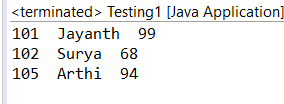 <terminated> Testing1 [Java Application]
101  Jayanth  99
102  Surya  68
105  Arthi  94